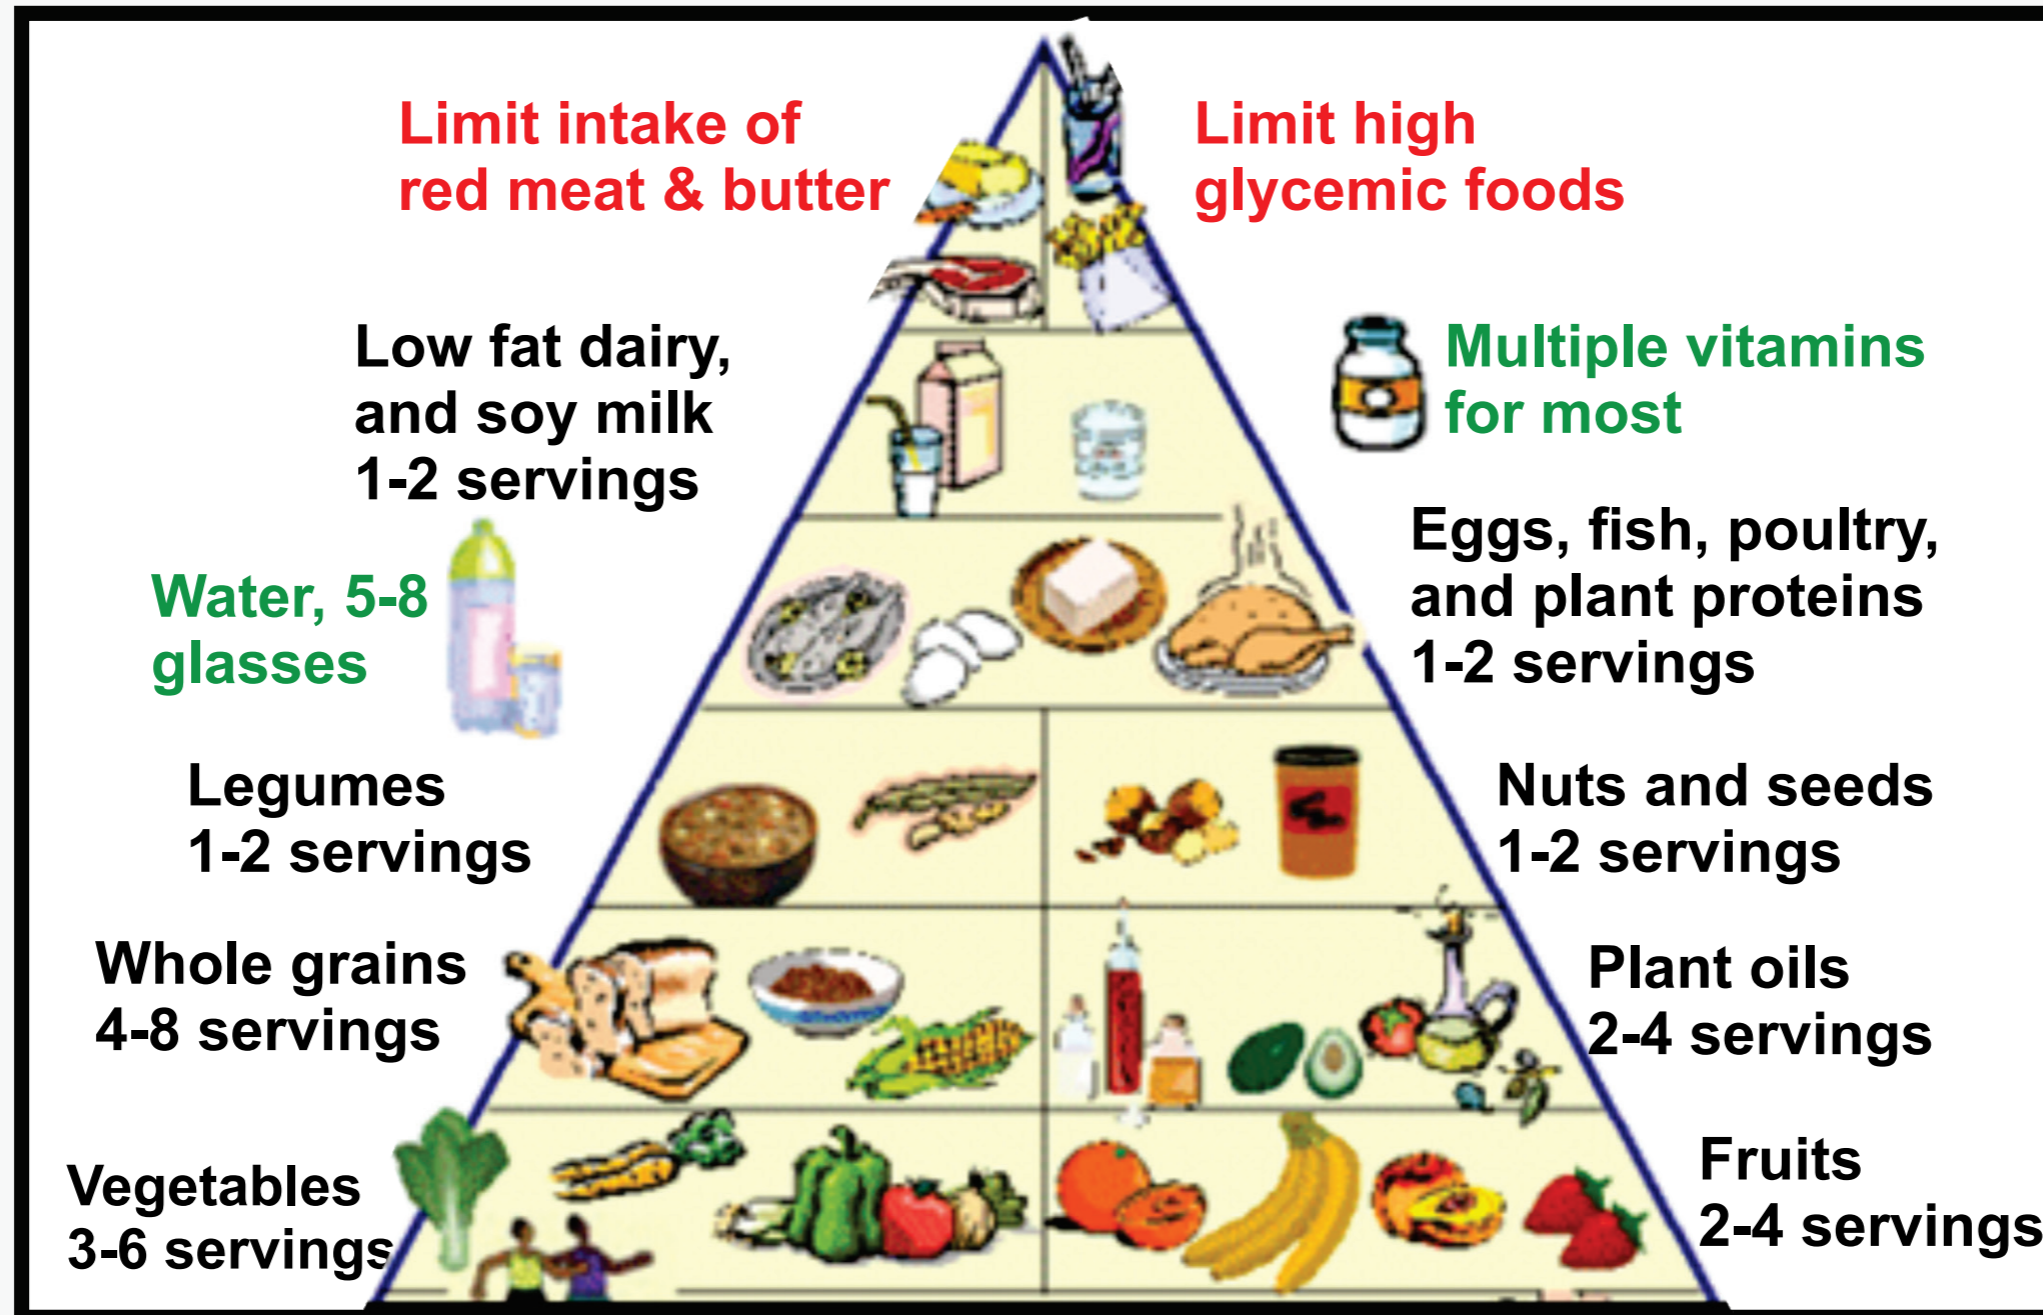 Limit intake of
red meat & butter
Limit high
glycemic foods
Low fat dairy,
and soy milk
1-2 servings
Multiple vitamins
for most
Water, 5-8
glasses
Eggs, fish, poultry,
and plant proteins
1-2 servings
Legumes
1-2 servings
Nuts and seeds
1-2 servings
Whole grains
4-8 servings
Plant oils
2-4 servings
Vegetables
3-6 servings
Fruits
2-4 servings